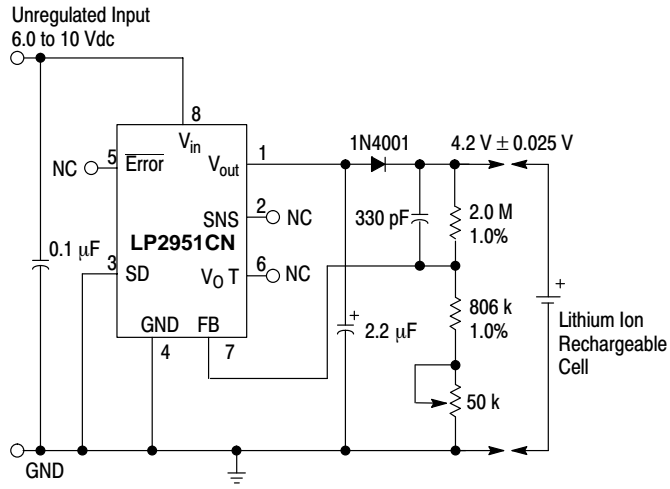 Unregulated Input
6.0 to 10 Vdc
8
Vin
5
Error
NC
Vout
1
1N4001
4.2 V ± 0.025 V
SNS
2
NC
330 pF
2.0 M
1.0%
LP2951CN
0.1 µF
3
SD
VO T
6
NC
GND
FB
4
7
2.2 µF
+
806 k
1.0%
+
Lithium Ion
Rechargeable
Cell
50 k
GND